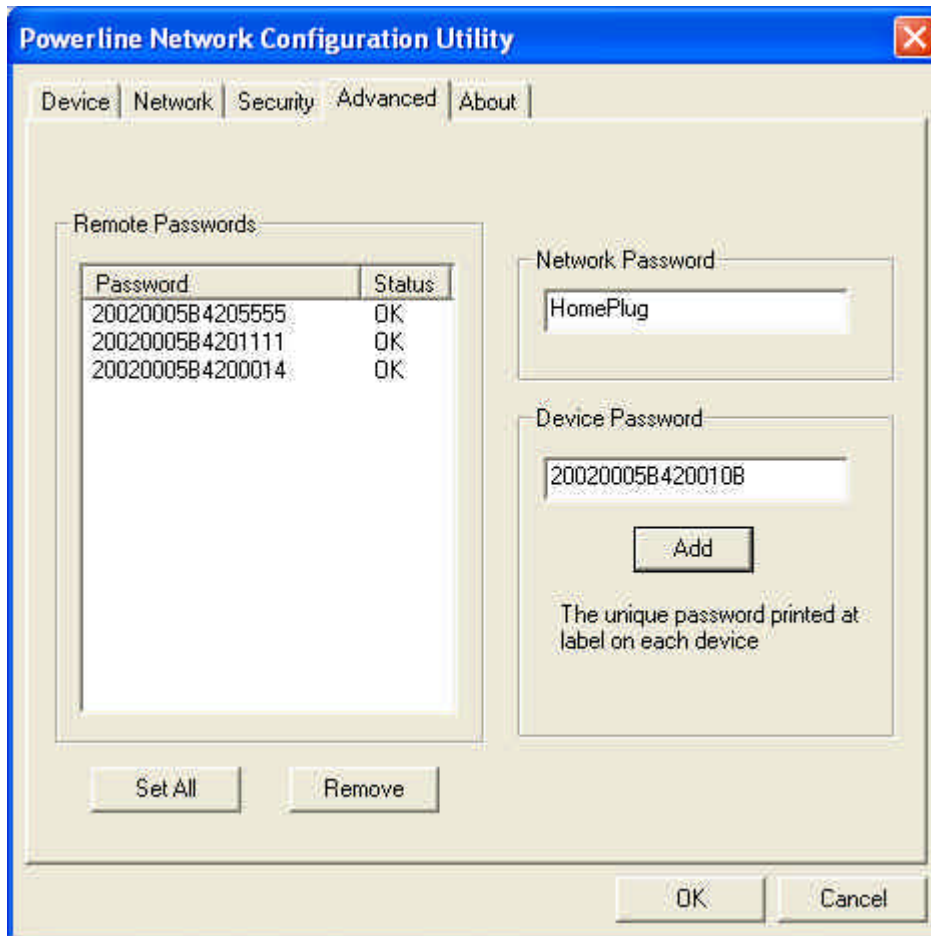 Powerline Network Configuration Utility
Device Network Security Advanced About
Remote Passwords
Password Status
20020005B4205555 OK
20020005B4201111 OK
20020005B4200014 OK
Set All Remove
Network Password
HomePlug
Device Password
20020005B420010B
Add
The unique password printed at
label on each device
OK Cancel